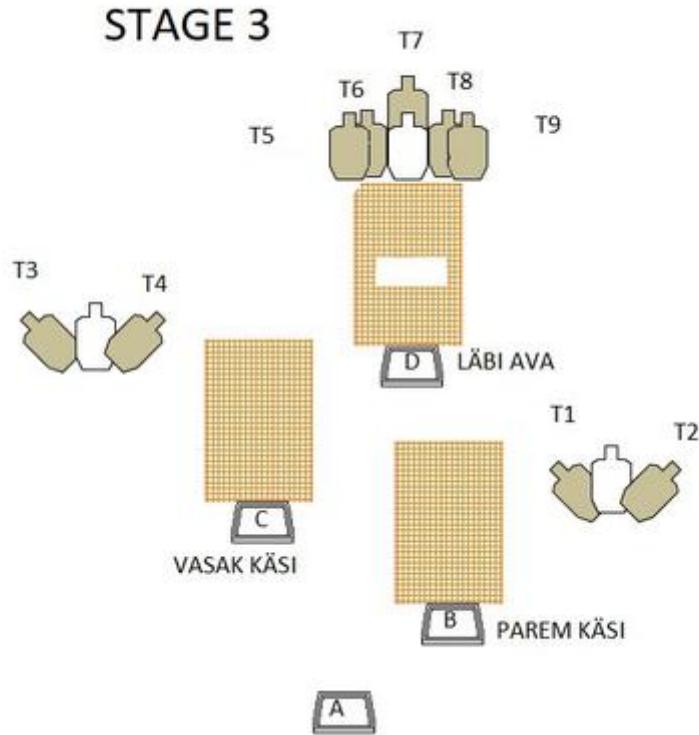 STAGE 3
T7
T6
T8
T5
T9
T3
T4
D
LÄBI AVA
T1
T2
C
VASAK KÄSI
B
PAREM KÄSI
A